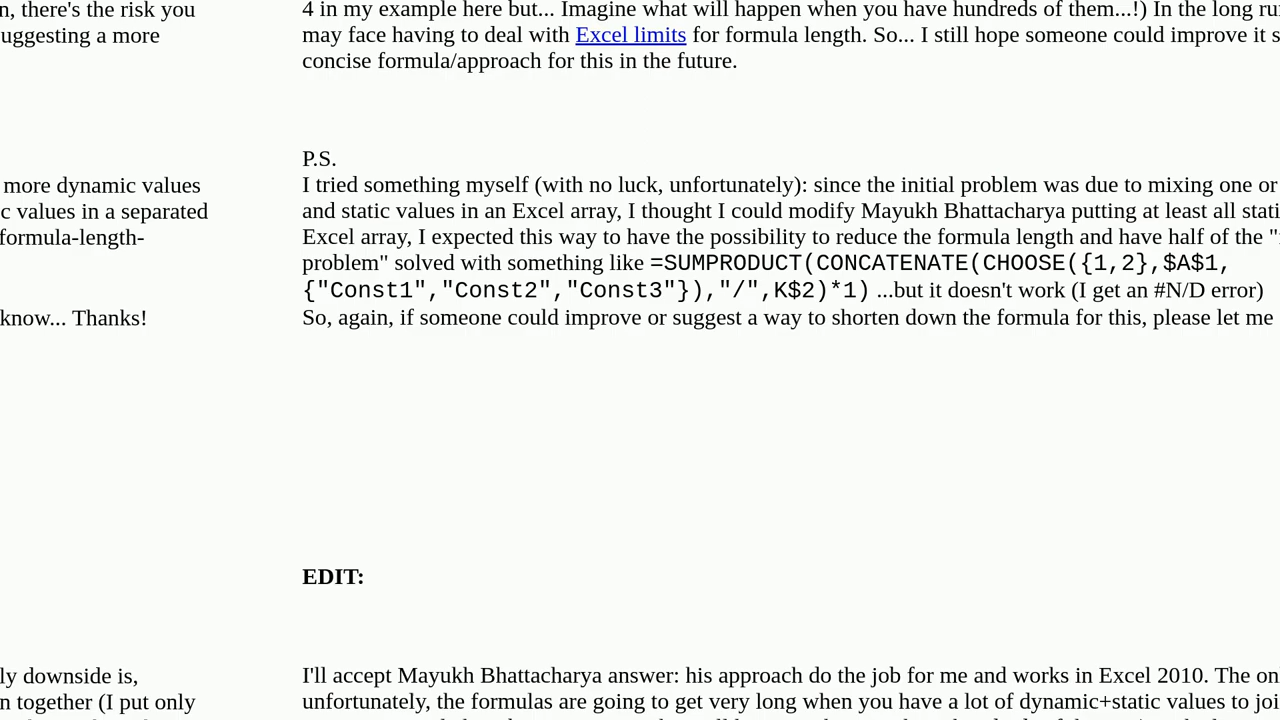 n, there's the risk you
uggesting a more
more dynamic values
c values in a separated
formula-length-
know... Thanks!
ly downside is,
n together (I put only
4 in my example here but... Imagine what will happen when you have hundreds of them...!) In the long
may face having to deal with Excel limits for formula length. So... I still hope someone could improve it
concise formula/approach for this in the future.
P.S.
I tried something myself (with no luck, unfortunately): since the initial problem was due to mixing one or
and static values in an Excel array, I thought I could modify Mayukh Bhattacharya putting at least all
Excel array, I expected this way to have the possibility to reduce the formula length and have half of the
problem" solved with something like =SUMPRODUCT(CONCATENATE(CHOOSE({1,2},$A$1,
{"Const1","Const2","Const3"}),"/",K$2)*1) ...but it doesn't work (I get an #N/D error)
So, again, if someone could improve or suggest a way to shorten down the formula for this, please let me
EDIT:
I'll accept Mayukh Bhattacharya answer: his approach do the job for me and works in Excel 2010. The
unfortunately, the formulas are going to get very long when you have a lot of dynamic+static values to